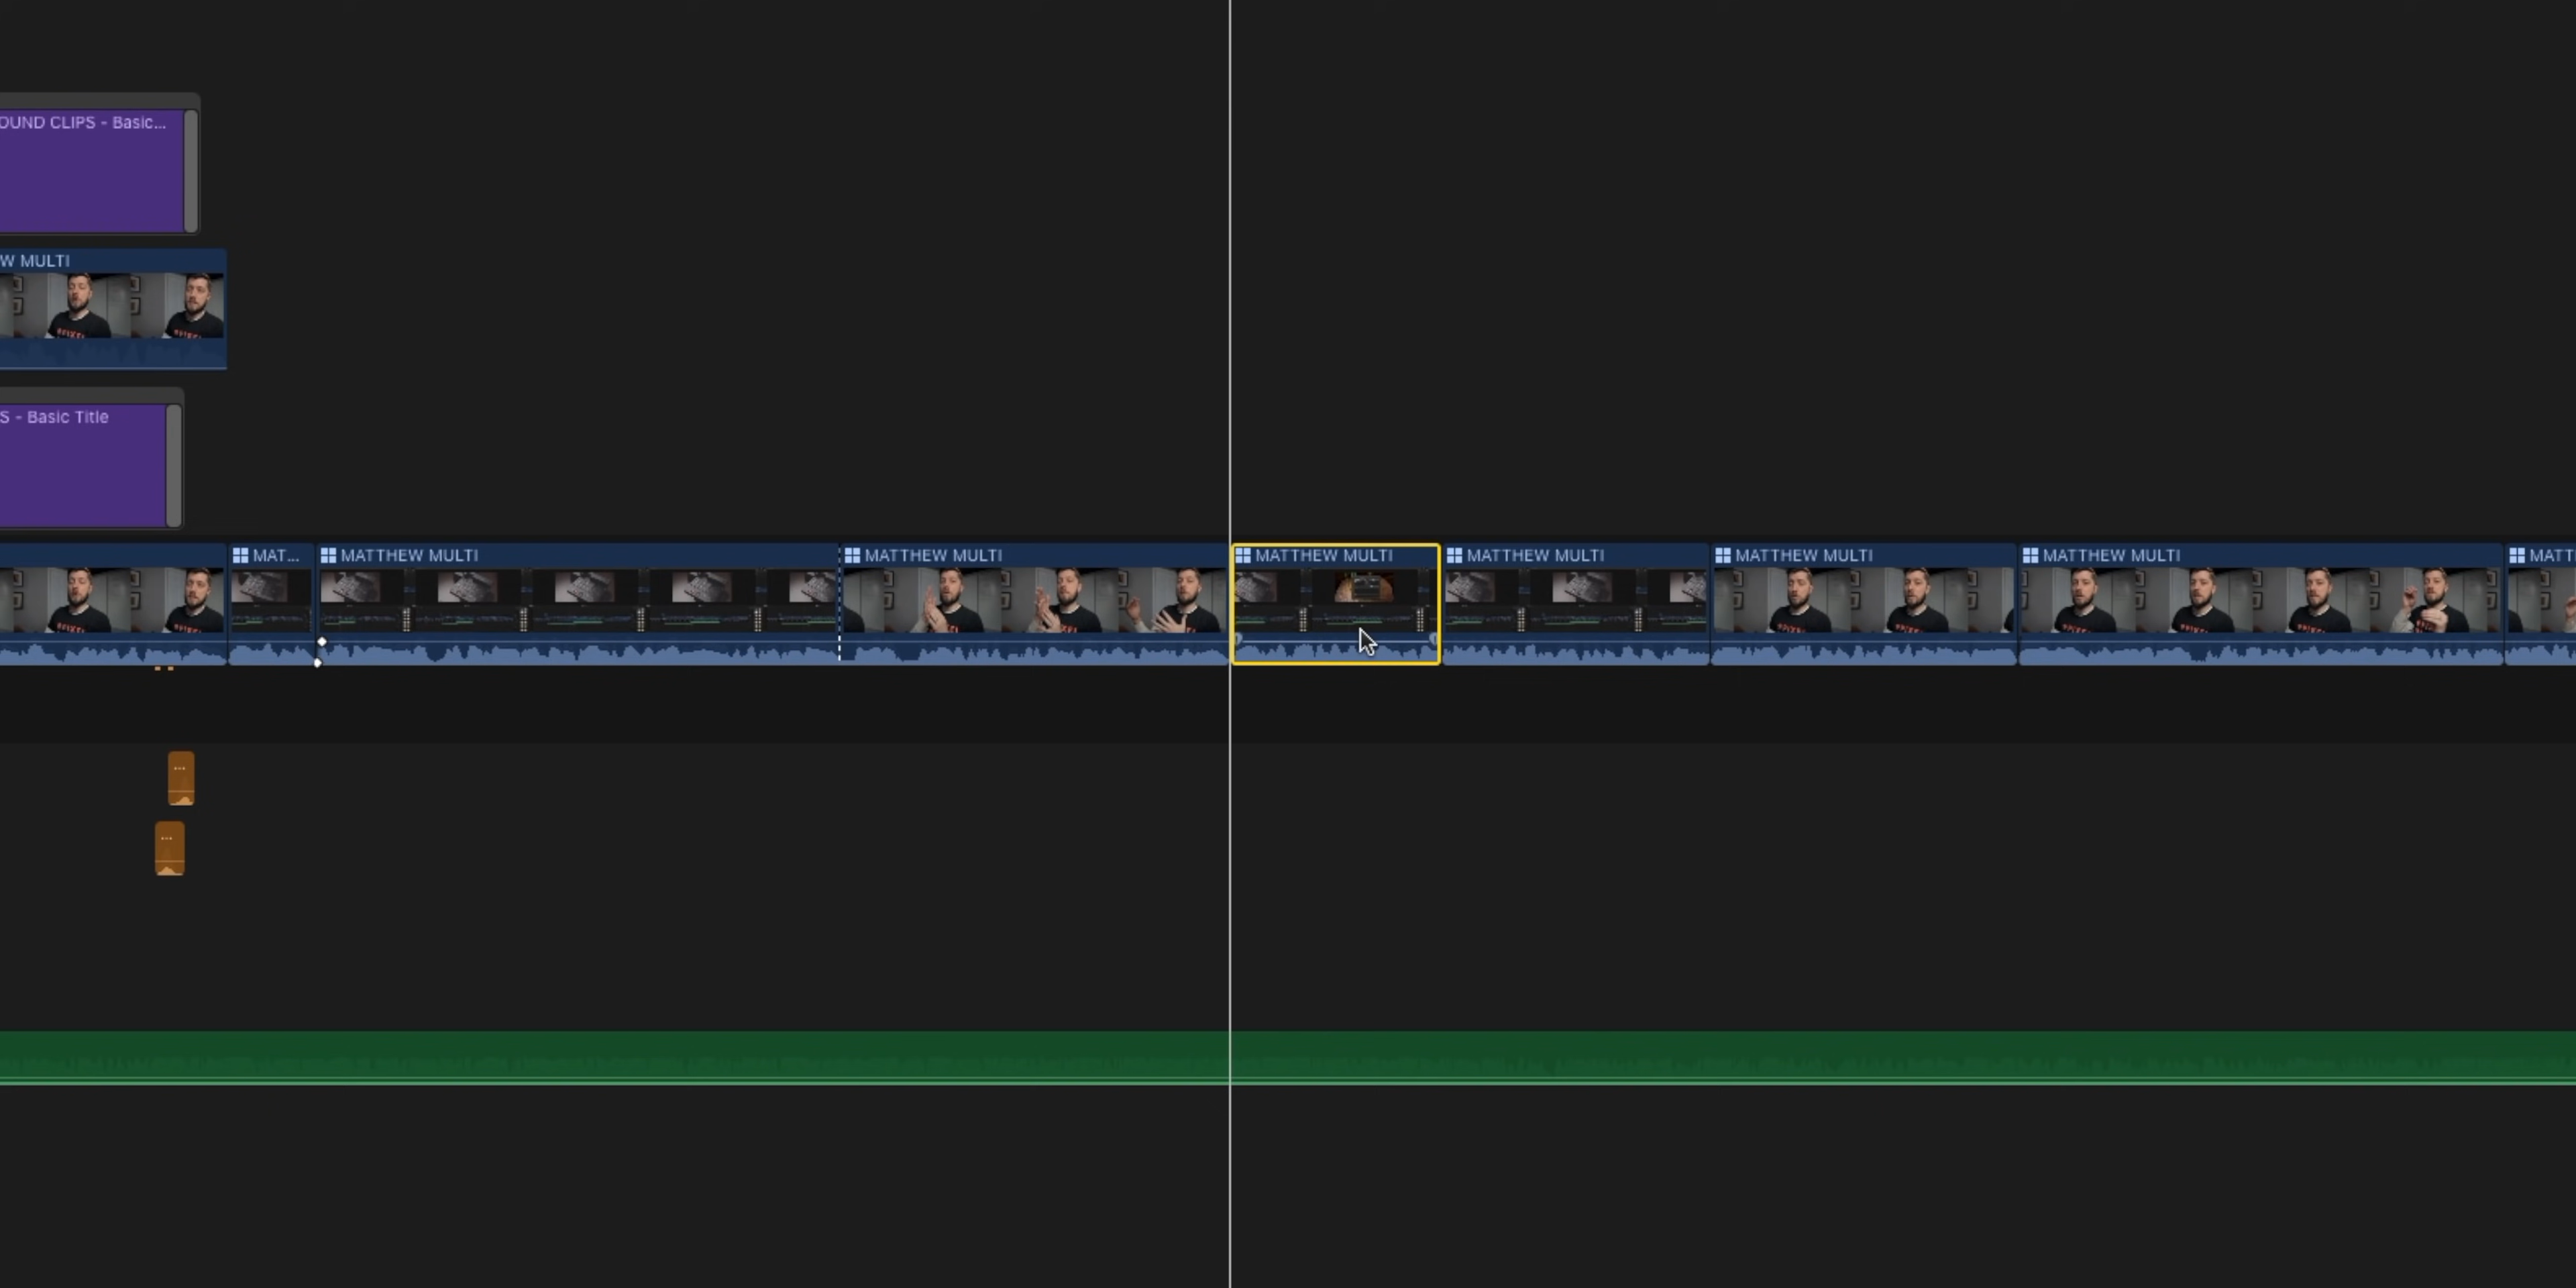 OUND CLIPS - Basic...
W MULTI
S - Basic Title
MAT...
MATTHEW MULTI
MATTHEW MULTI
MATTHEW MULTI
MATTHEW MULTI
MATTHEW MULTI
MATTHEW MULTI
MATT
...
...